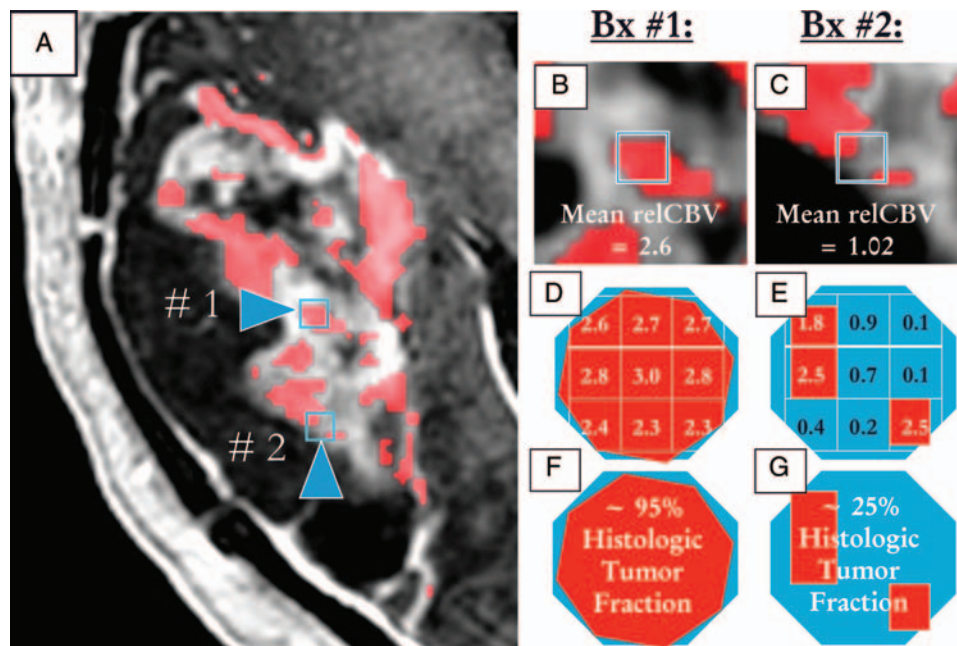 A
# 1
# 2
Bx #1:
Bx #2:
B
Mean relCBV
= 2.6
C
Mean relCBV
= 1.02
D
2.6 2.7 2.7
2.8 3.0 2.8
2.4 2.3 2.3
E
1.8 0.9 0.1
2.5 0.7 0.1
0.4 0.2 2.5
F
~ 95%
Histologic
Tumor
Fraction
G
~ 25%
Histologic
Tumor
Fraction